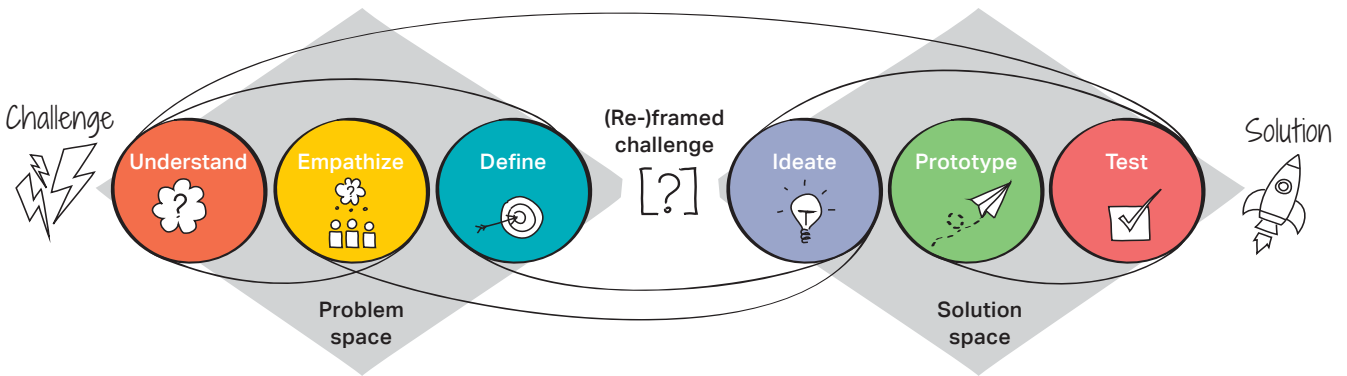 Challenge
Understand
Empathize
Define
(Re-)framed
challenge
[?]
Ideate
Prototype
Test
Solution
?
?
Problem
space
Solution
space